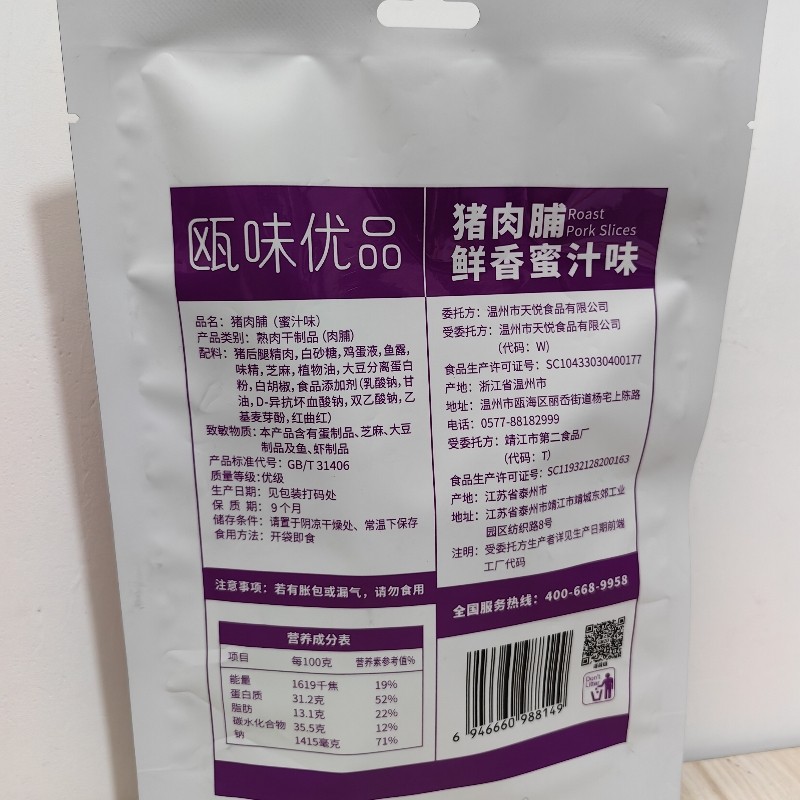 瓯味优品
品名：猪肉脯（蜜汁味）
产品类别：熟肉干制品（肉脯）
配料：猪后腿精肉，白砂糖，鸡蛋液，鱼露，
味精，芝麻，植物油，大豆分离蛋白
粉，白胡椒，食品添加剂（乳酸钠，甘
油，D-异抗坏血酸钠，双乙酸钠，乙
基麦芽酚，红曲红）
致敏物质：本产品含有蛋制品、芝麻、大豆
制品及鱼、虾制品
产品标准代号：GB/T 31406
质量等级：优级
生产日期：见包装打码处
保 质 期：9个月
储存条件：请置于阴凉干燥处、常温下保存
食用方法：开袋即食
注意事项：若有胀包或漏气，请勿食用
营养成分表
项目 每100克 营养素参考值%
能量 1619千焦 19%
蛋白质 31.2克 52%
脂肪 13.1克 22%
碳水化合物 35.5克 12%
钠 1415毫克 71%
猪肉脯 Roast
Pork Slices
鲜香蜜汁味
委托方：温州市天悦食品有限公司
受委托方：温州市天悦食品有限公司
（代码：W）
食品生产许可证号：SC10433030400177
产地：浙江省温州市
地址：温州市瓯海区丽岙街道杨宅上陈路
电话：0577-88182999
受委托方：靖江市第二食品厂
（代码：T）
食品生产许可证号：SC11932128200163
产地：江苏省泰州市
地址：江苏省泰州市靖江市靖城东郊工业
园区纺织路8号
注明：受委托方生产者详见生产日期前端
工厂代码
全国服务热线：400-668-9958
Don't
Litter
6 946660 988149